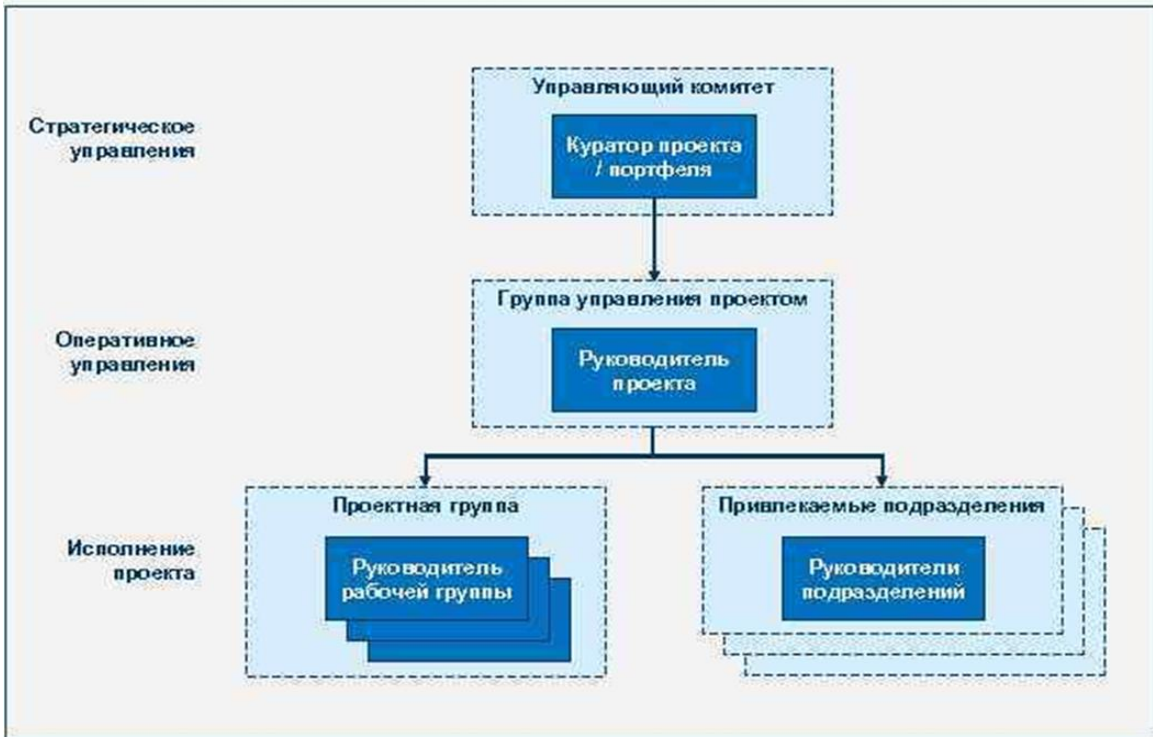 Управляющий комитет
Стратегическое
управления
Куратор проекта
/ портфеля
Группа управления проектом
Оперативное
управления
Руководитель
проекта
Проектная группа
Привлекаемые подразделения
Исполнение
проекта
Руководитель
рабочей группы
Руководители
подразделений